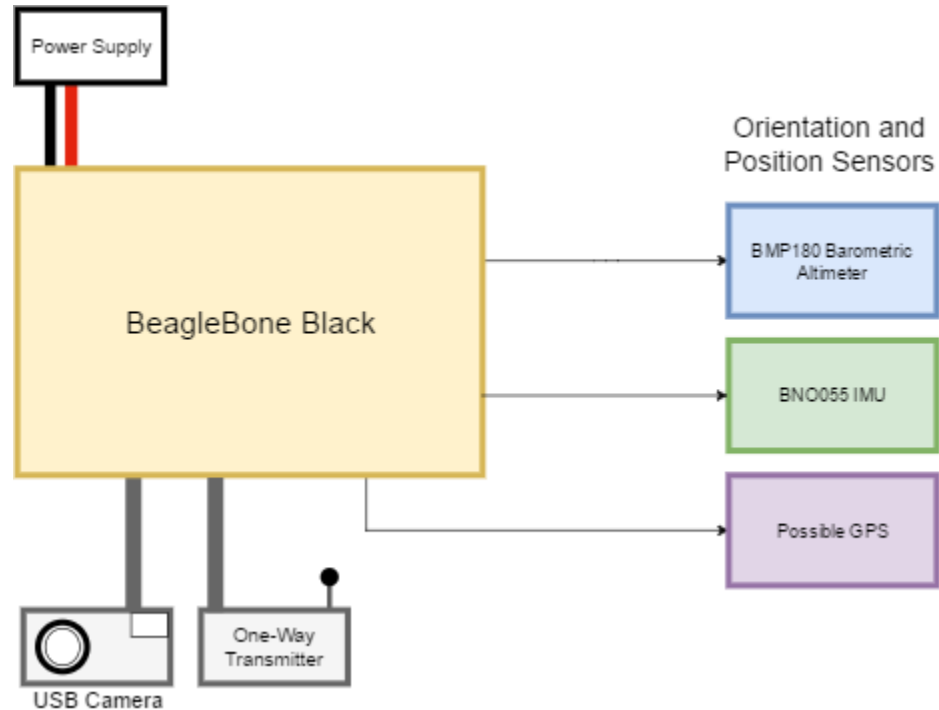 Power Supply
Orientation and
Position Sensors
BMP180 Barometric
Altimeter
BeagleBone Black
BNO055 IMU
Possible GPS
One-Way
Transmitter
USB Camera